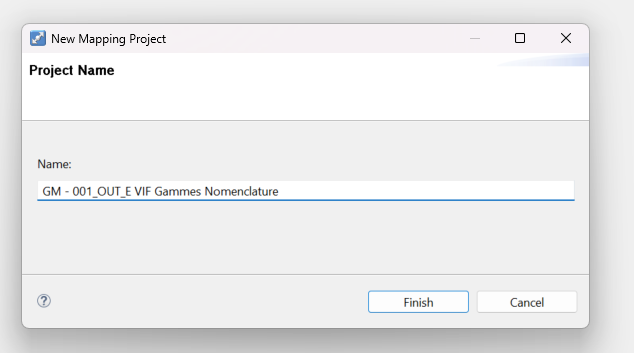 New Mapping Project
Project Name
Name:
GM - 001_OUT_E VIF Gammes Nomenclature
?
Finish
Cancel